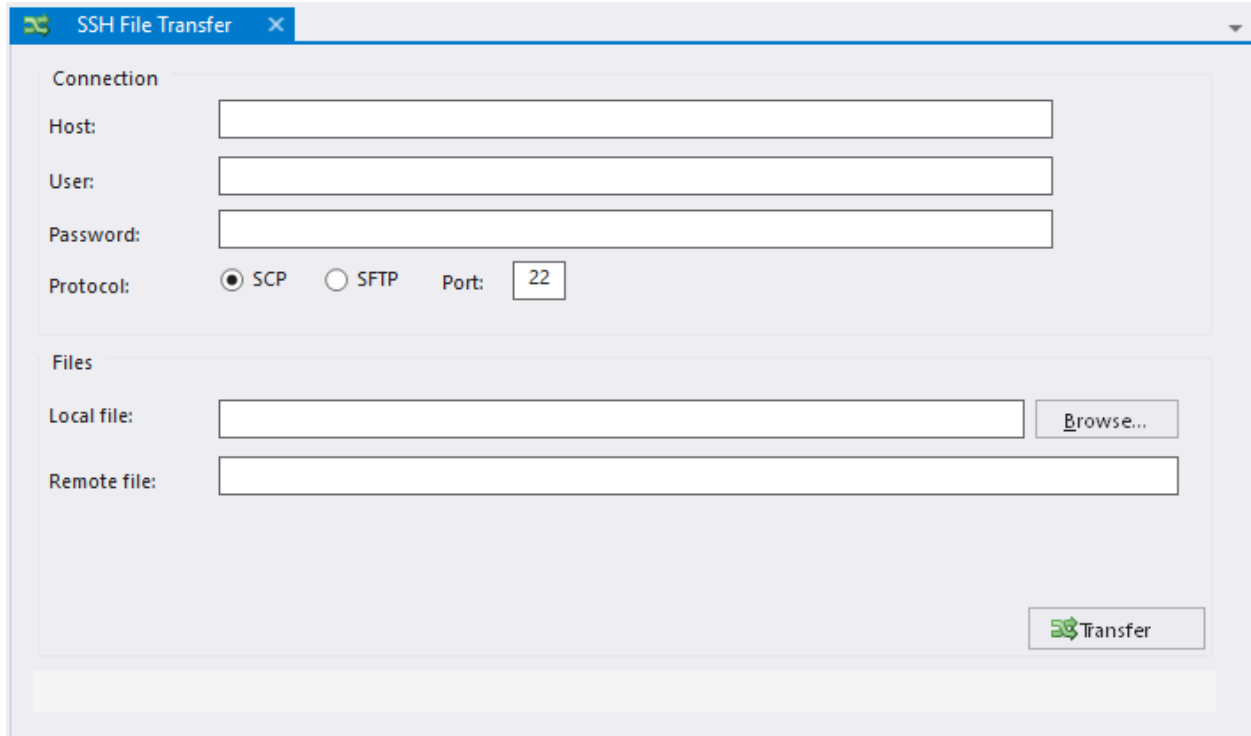 SSH File Transfer
Connection
Host:
User:
Password:
Protocol: SCP SFTP Port: 22
Files
Local file: Browse...
Remote file:
Transfer